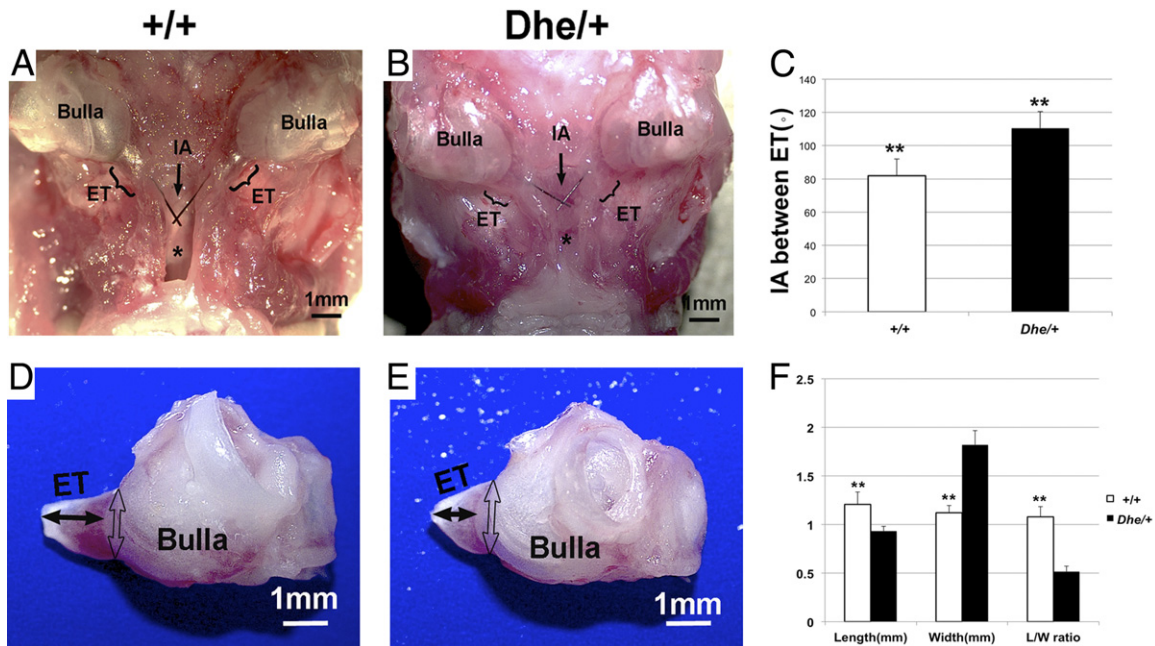 +/+
Dhe/+
A
Bulla
Bulla
IA
ET
ET
*
1mm
B
Bulla
Bulla
IA
ET
ET
*
1mm
C
IA between ET(°)
140
120
100
80
60
40
20
0
**
**
+/+
Dhe/+
D
ET
Bulla
1mm
E
ET
Bulla
1mm
F
2.5
2
1.5
1
0.5
0
**
**
**
+/+
Dhe/+
Length(mm)
Width(mm)
L/W ratio